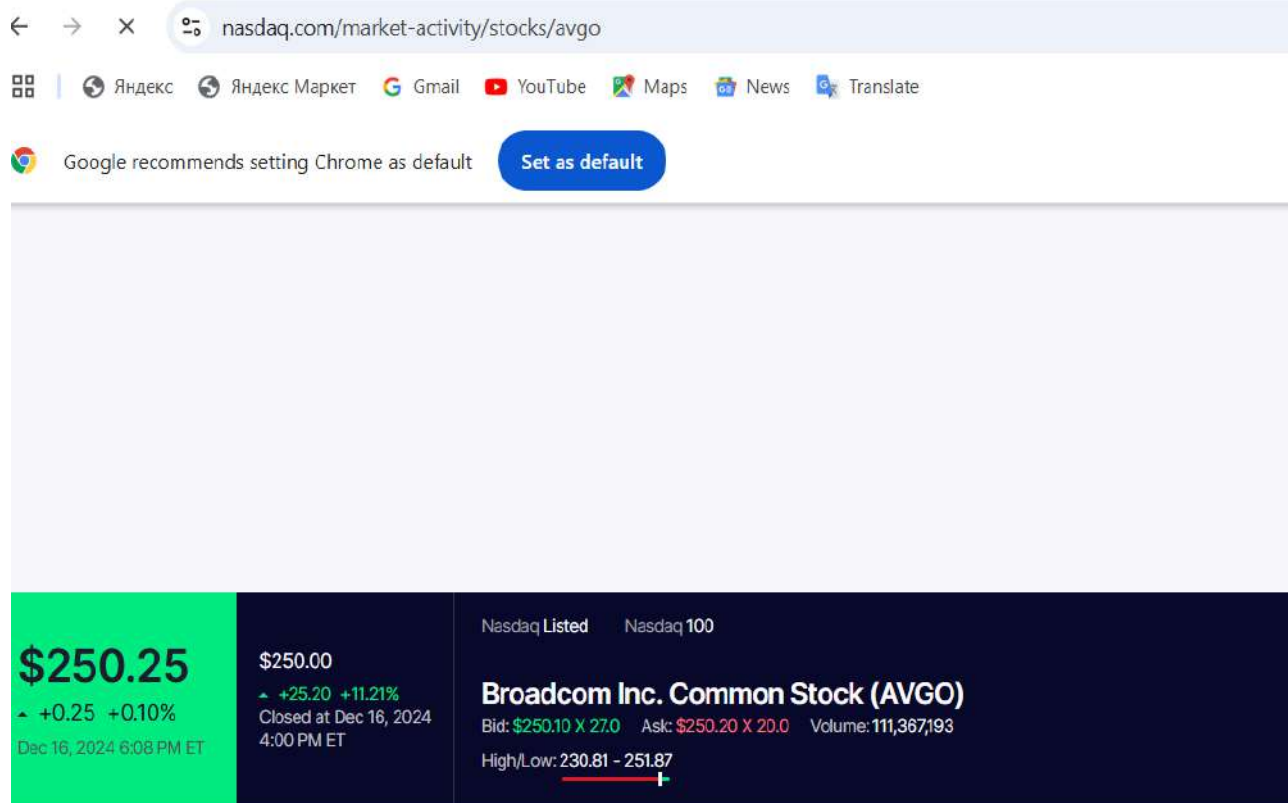 nasdaq.com/market-activity/stocks/avgo
Яндекс Яндекс Маркет Gmail YouTube Maps News Translate
Google recommends setting Chrome as default Set as default
$250.25
+0.25 +0.10%
Dec 16, 2024 6:08 PM ET
$250.00
+25.20 +11.21%
Closed at Dec 16, 2024
4:00 PM ET
Nasdaq Listed Nasdaq 100
Broadcom Inc. Common Stock (AVGO)
Bid: $250.10 X 27.0 Ask: $250.20 X 20.0 Volume: 111,367,193
High/Low: 230.81 - 251.87